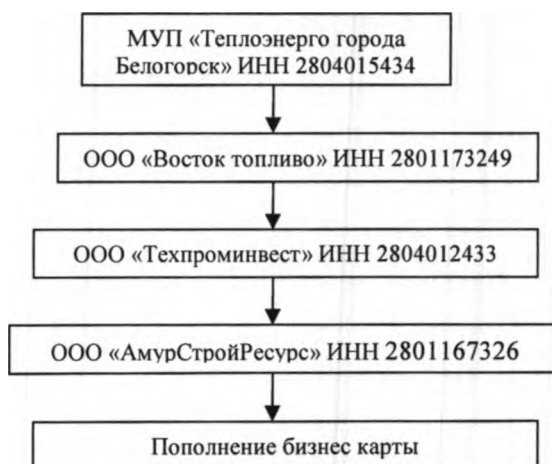 МУП «Теплоэнерго города
Белогорск» ИНН 2804015434
ООО «Восток топливо» ИНН 2801173249
ООО «Техпроминвест» ИНН 2804012433
ООО «АмурСтройРесурс» ИНН 2801167326
Пополнение бизнес карты